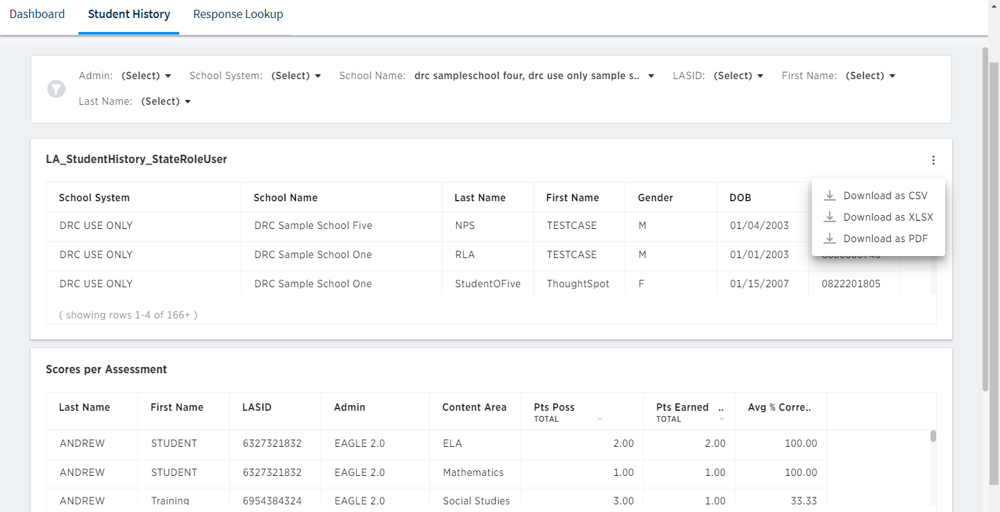 Dashboard Student History Response Lookup
Admin: (Select) School System: (Select) School Name: drc sampleschool four, drc use only sample s.. LASID: (Select) First Name: (Select)
Last Name: (Select)
LA_StudentHistory_StateRoleUser
School System School Name Last Name First Name Gender DOB
Download as CSV
Download as XLSX
Download as PDF
DRC USE ONLY DRC Sample School Five NPS TESTCASE M 01/04/2003
DRC USE ONLY DRC Sample School One RLA TESTCASE M 01/01/2003
DRC USE ONLY DRC Sample School One StudentOFive ThoughtSpot F 01/15/2007 0822201805
( showing rows 1-4 of 166+ )
Scores per Assessment
Last Name First Name LASID Admin Content Area Pts Poss Pts Earned .. Avg % Corre..
TOTAL TOTAL
ANDREW STUDENT 6327321832 EAGLE 2.0 ELA 2.00 2.00 100.00
ANDREW STUDENT 6327321832 EAGLE 2.0 Mathematics 1.00 1.00 100.00
ANDREW Training 6954384324 EAGLE 2.0 Social Studies 3.00 1.00 33.33